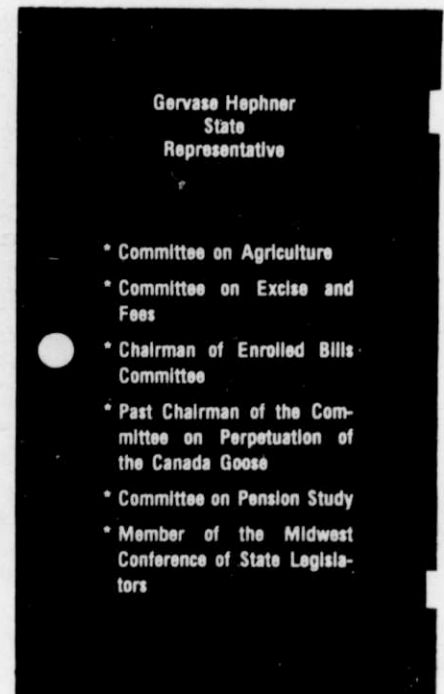 Gervase Hephner
State
Representative
* Committee on Agriculture
* Committee on Excise and
Fees
* Chairman of Enrolled Bills
Committee
* Past Chairman of the Com-
mittee on Perpetuation of
the Canada Goose
* Committee on Pension Study
* Member of the Midwest
Conference of State Legisla-
tors